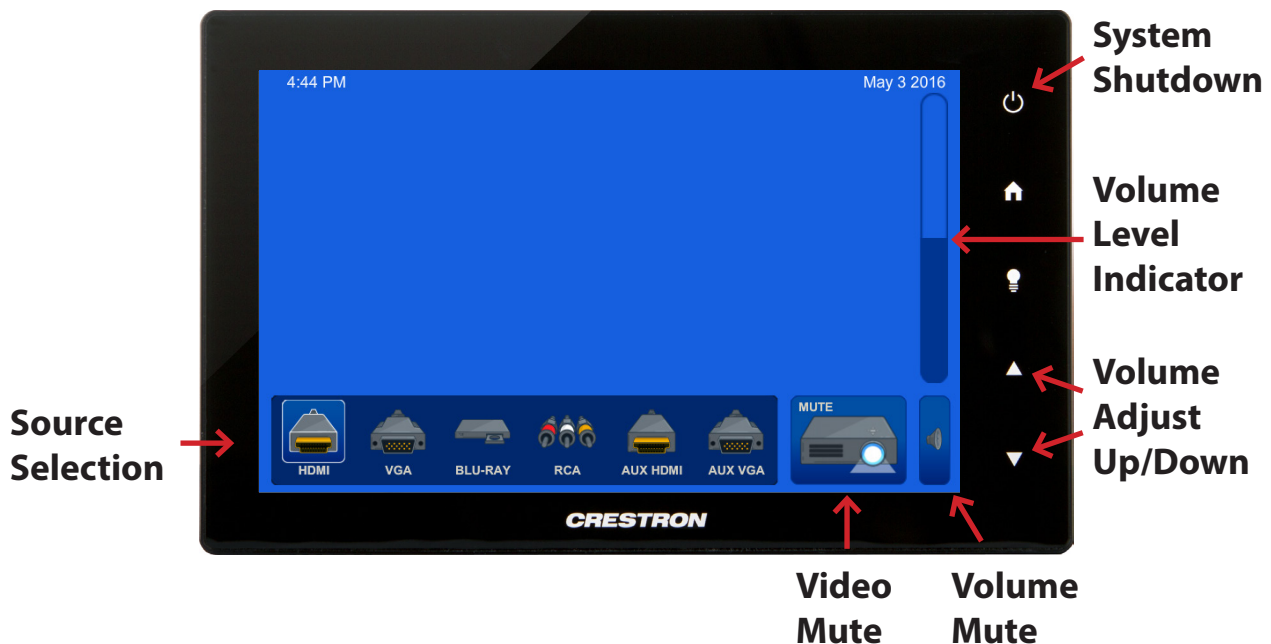 System
Shutdown
4:44 PM
May 3 2016
Volume
Level
Indicator
Volume
Adjust
Up/Down
Source
Selection
HDMI
VGA
BLU-RAY
RCA
AUX HDMI
AUX VGA
MUTE
CRESTRON
Video
Mute
Volume
Mute